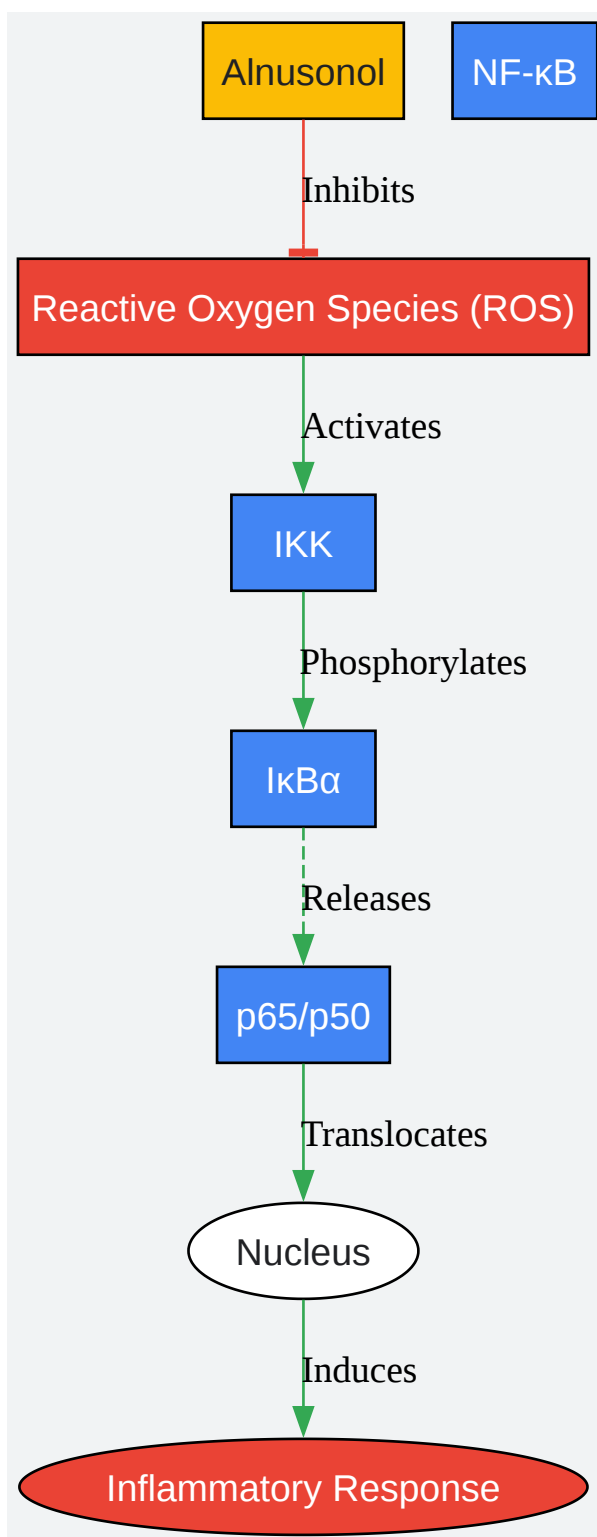 Alnusonol
NF-κB
Inhibits
Reactive Oxygen Species (ROS)
Activates
IKK
Phosphorylates
IκBα
Releases
p65/p50
Translocates
Nucleus
Induces
Inflammatory Response